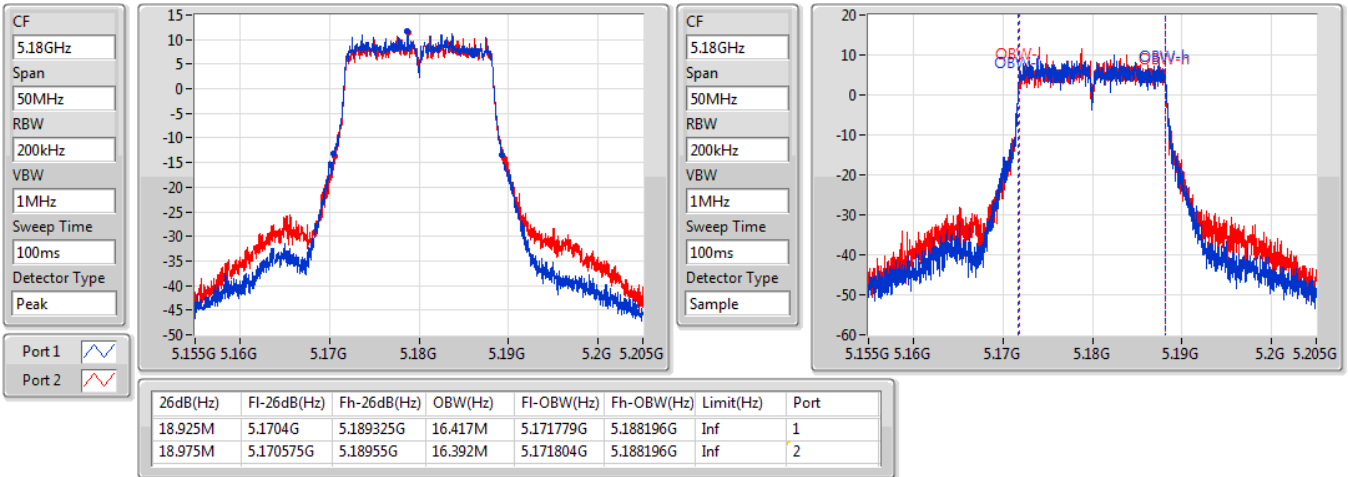 CF
5.18GHz
Span
50MHz
RBW
200kHz
VBW
1MHz
Sweep Time
100ms
Detector Type
Peak
Port 1
Port 2
15
10
5
0
-5
-10
-15
-20
-25
-30
-35
-40
-45
-50
5.155G 5.16G 5.17G 5.18G 5.19G 5.2G 5.205G
CF
5.18GHz
Span
50MHz
RBW
200kHz
VBW
1MHz
Sweep Time
100ms
Detector Type
Sample
20
10
0
-10
-20
-30
-40
-50
-60
OBW-l OBW-h
OBW-l OBW-h
5.155G 5.16G 5.17G 5.18G 5.19G 5.2G 5.205G
26dB(Hz) Fl-26dB(Hz) Fh-26dB(Hz) OBW(Hz) Fl-OBW(Hz) Fh-OBW(Hz) Limit(Hz) Port
18.925M 5.1704G 5.189325G 16.417M 5.171779G 5.188196G Inf 1
18.975M 5.170575G 5.18955G 16.392M 5.171804G 5.188196G Inf 2